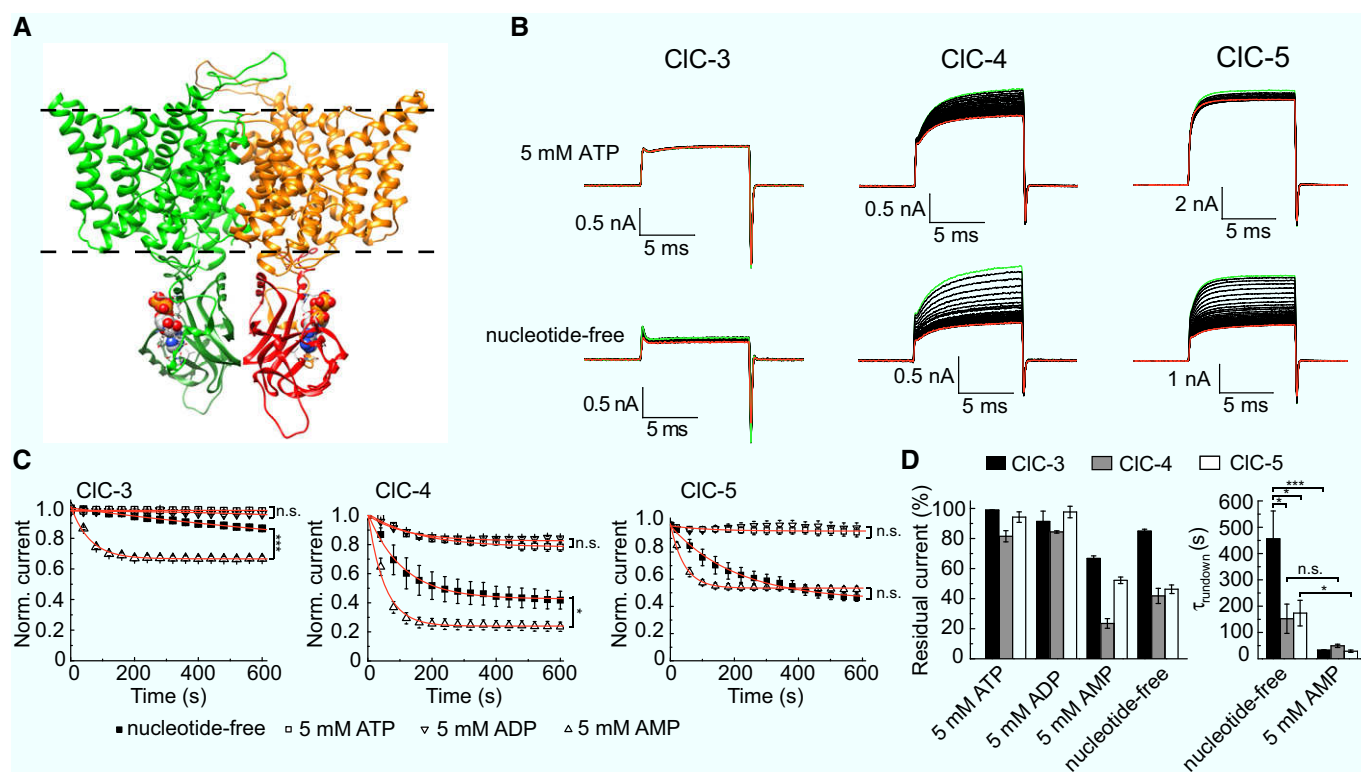 A
B
ClC-3
ClC-4
ClC-5
5 mM ATP
0.5 nA
5 ms
0.5 nA
5 ms
2 nA
5 ms
nucleotide-free
0.5 nA
5 ms
0.5 nA
5 ms
1 nA
5 ms
C
ClC-3
Norm. current
1.0
0.8
0.6
0.4
0.2
0
0 200 400 600
Time (s)
n.s.
***
ClC-4
Norm. current
1.0
0.8
0.6
0.4
0.2
0
0 200 400 600
Time (s)
n.s.
*
ClC-5
Norm. current
1.0
0.8
0.6
0.4
0.2
0
0 200 400 600
Time (s)
n.s.
n.s.
nucleotide-free 5 mM ATP 5 mM ADP 5 mM AMP
D
ClC-3 ClC-4 ClC-5
Residual current (%)
100
80
60
40
20
0
5 mM ATP
5 mM ADP
5 mM AMP
nucleotide-free
τrundown(s)
600
500
400
300
200
100
0
***
*
*
n.s.
*
nucleotide-free
5 mM AMP